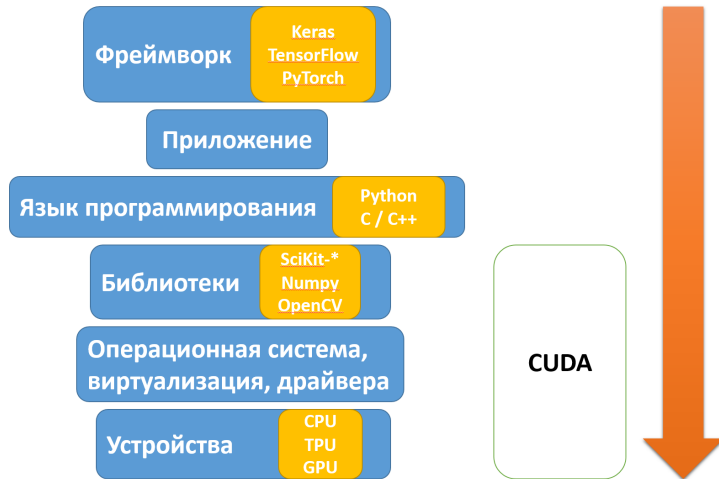 Фреймворк
Keras
TensorFlow
PyTorch
Приложение
Язык программирования
Python
C / C++
Библиотеки
SciKit-*
Numpy
OpenCV
Операционная система,
виртуализация, драйвера
CUDA
Устройства
CPU
TPU
GPU